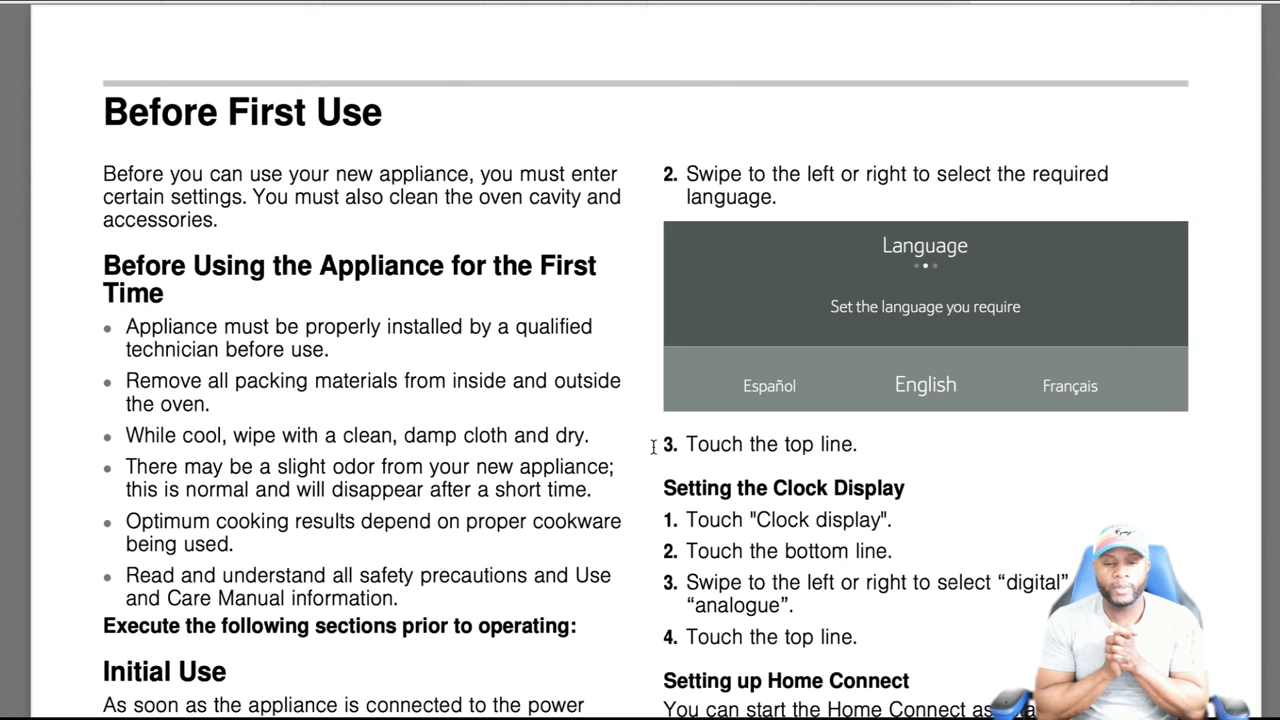 Before First Use
Before you can use your new appliance, you must enter
certain settings. You must also clean the oven cavity and
accessories.
Before Using the Appliance for the First
Time
• Appliance must be properly installed by a qualified
technician before use.
• Remove all packing materials from inside and outside
the oven.
• While cool, wipe with a clean, damp cloth and dry.
• There may be a slight odor from your new appliance;
this is normal and will disappear after a short time.
• Optimum cooking results depend on proper cookware
being used.
• Read and understand all safety precautions and Use
and Care Manual information.
Execute the following sections prior to operating:
Initial Use
As soon as the appliance is connected to the power
2. Swipe to the left or right to select the required
language.
Language
Set the language you require
Español English Français
3. Touch the top line.
Setting the Clock Display
1. Touch "Clock display".
2. Touch the bottom line.
3. Swipe to the left or right to select “digital”
“analogue”.
4. Touch the top line.
Setting up Home Connect
You can start the Home Connect